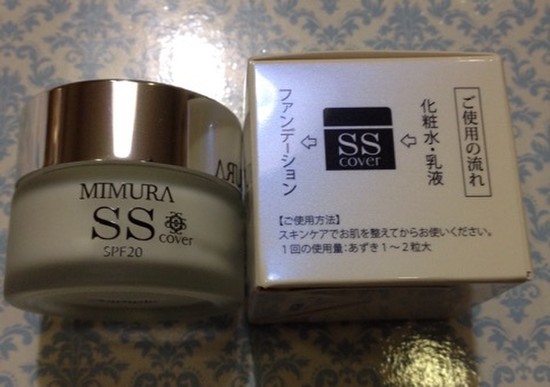 MIMURA
SS
cover
SPF20
ご使用の流れ
化粧水・乳液
⇦
SS
cover
⇦
ファンデーション
【ご使用方法】
スキンケアでお肌を整えてからお使いください。
1回の使用量:あずき1～2粒大